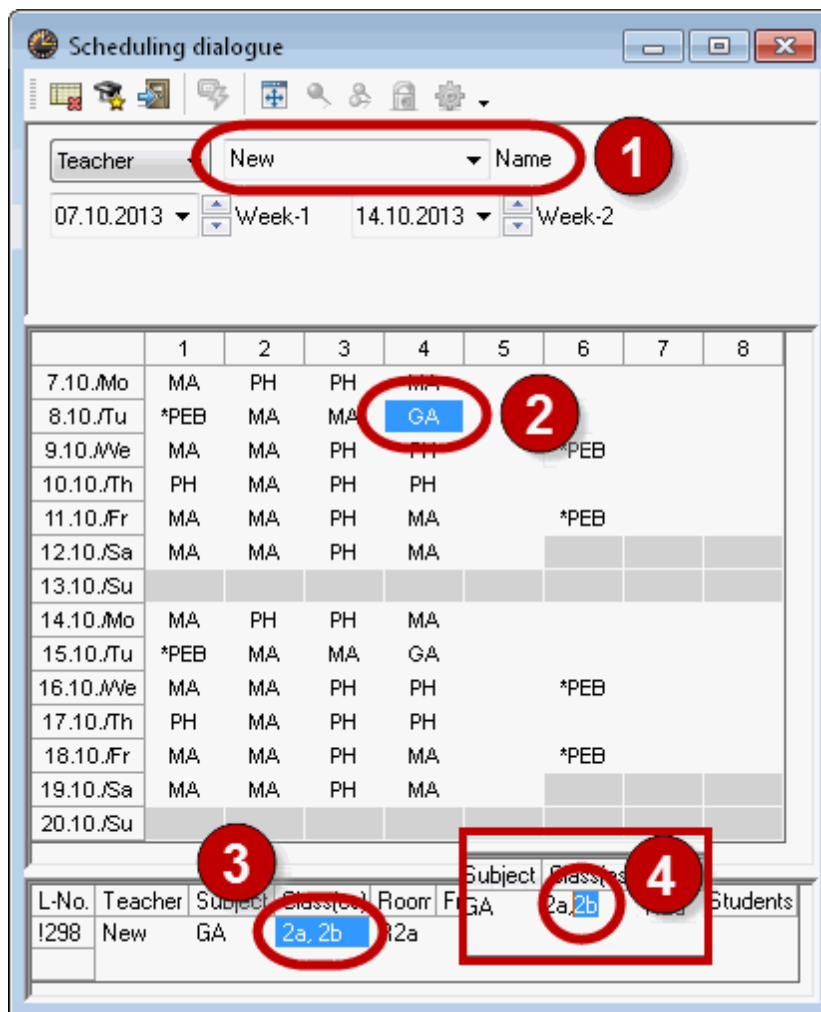 Scheduling dialogue
Teacher New Name 1
07.10.2013 Week-1 14.10.2013 Week-2
1 2 3 4 5 6 7 8
7.10./Mo MA PH PH MA
8.10./Tu *PEB MA MA GA 2
9.10./We MA MA PH PH *PEB
10.10./Th PH MA PH PH
11.10./Fr MA MA PH MA *PEB
12.10./Sa MA MA PH MA
13.10./Su
14.10./Mo MA PH PH MA
15.10./Tu *PEB MA MA GA
16.10./We MA MA PH PH *PEB
17.10./Th PH MA PH PH
18.10./Fr MA MA PH MA *PEB
19.10./Sa MA MA PH MA
20.10./Su
3 4
Subject Class(es
L-No. Teacher Subject Class(es) Room Students
GA 2a,2b
!298 New GA 2a, 2b R2a